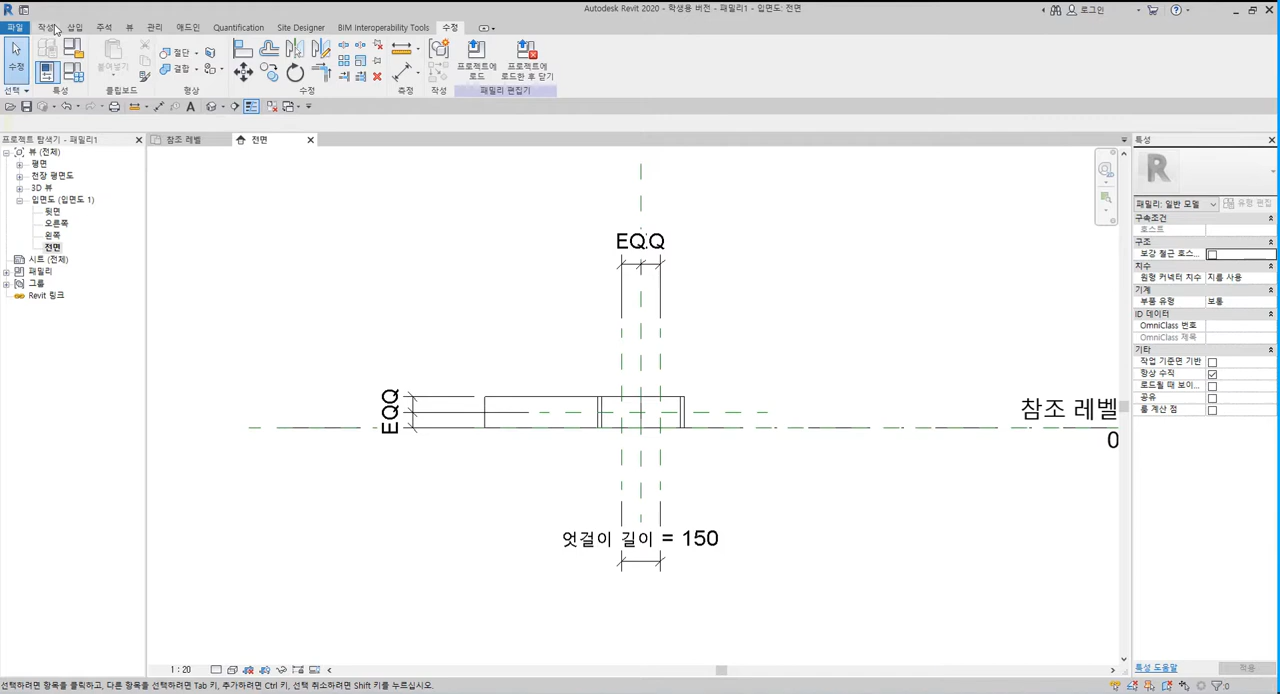 Autodesk Revit 2020 - 학생용 버전 - 패밀리1 - 입면도: 전면
로그인
파일 작성 삽입 주석 뷰 관리 애드인 Quantification Site Designer BIM Interoperability Tools 수정
수정
붙여넣기
절단
결합
프로젝트에 로드
프로젝트에 로드한 후 닫기
선택 특성 클립보드 형상 수정 측정 작성 패밀리 편집기
프로젝트 탐색기 - 패밀리1
참조 레벨
전면
특성
뷰 (전체)
평면
천장 평면도
3D 뷰
입면도 (입면도 1)
뒷면
오른쪽
왼쪽
전면
시트 (전체)
패밀리
그룹
Revit 링크
EQ
EQ
EQ
EQ
참조 레벨
0
엇걸이 길이 = 150
패밀리: 일반 모델
유형 편집
구속조건
호스트
구조
보강 철근 호스...
치수
원형 커넥터 치수 지름 사용
기계
부품 유형 보통
ID 데이터
OmniClass 번호
OmniClass 제목
기타
작업 기준면 기반
항상 수직
로드될 때 보이...
공유
룸 계산 점
특성 도움말
적용
1 : 20
선택하려면 항목을 클릭하고, 다른 항목을 선택하려면 Tab 키, 추가하려면 Ctrl 키, 선택 취소하려면 Shift 키를 누르십시오.
:0